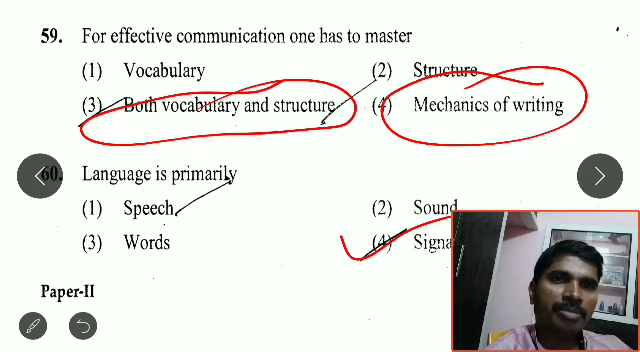 59. For effective communication one has to master
(1) Vocabulary (2) Structure
(3) Both vocabulary and structure (4) Mechanics of writing
60. Language is primarily
(1) Speech (2) Sound
(3) Words (4)
Paper-II